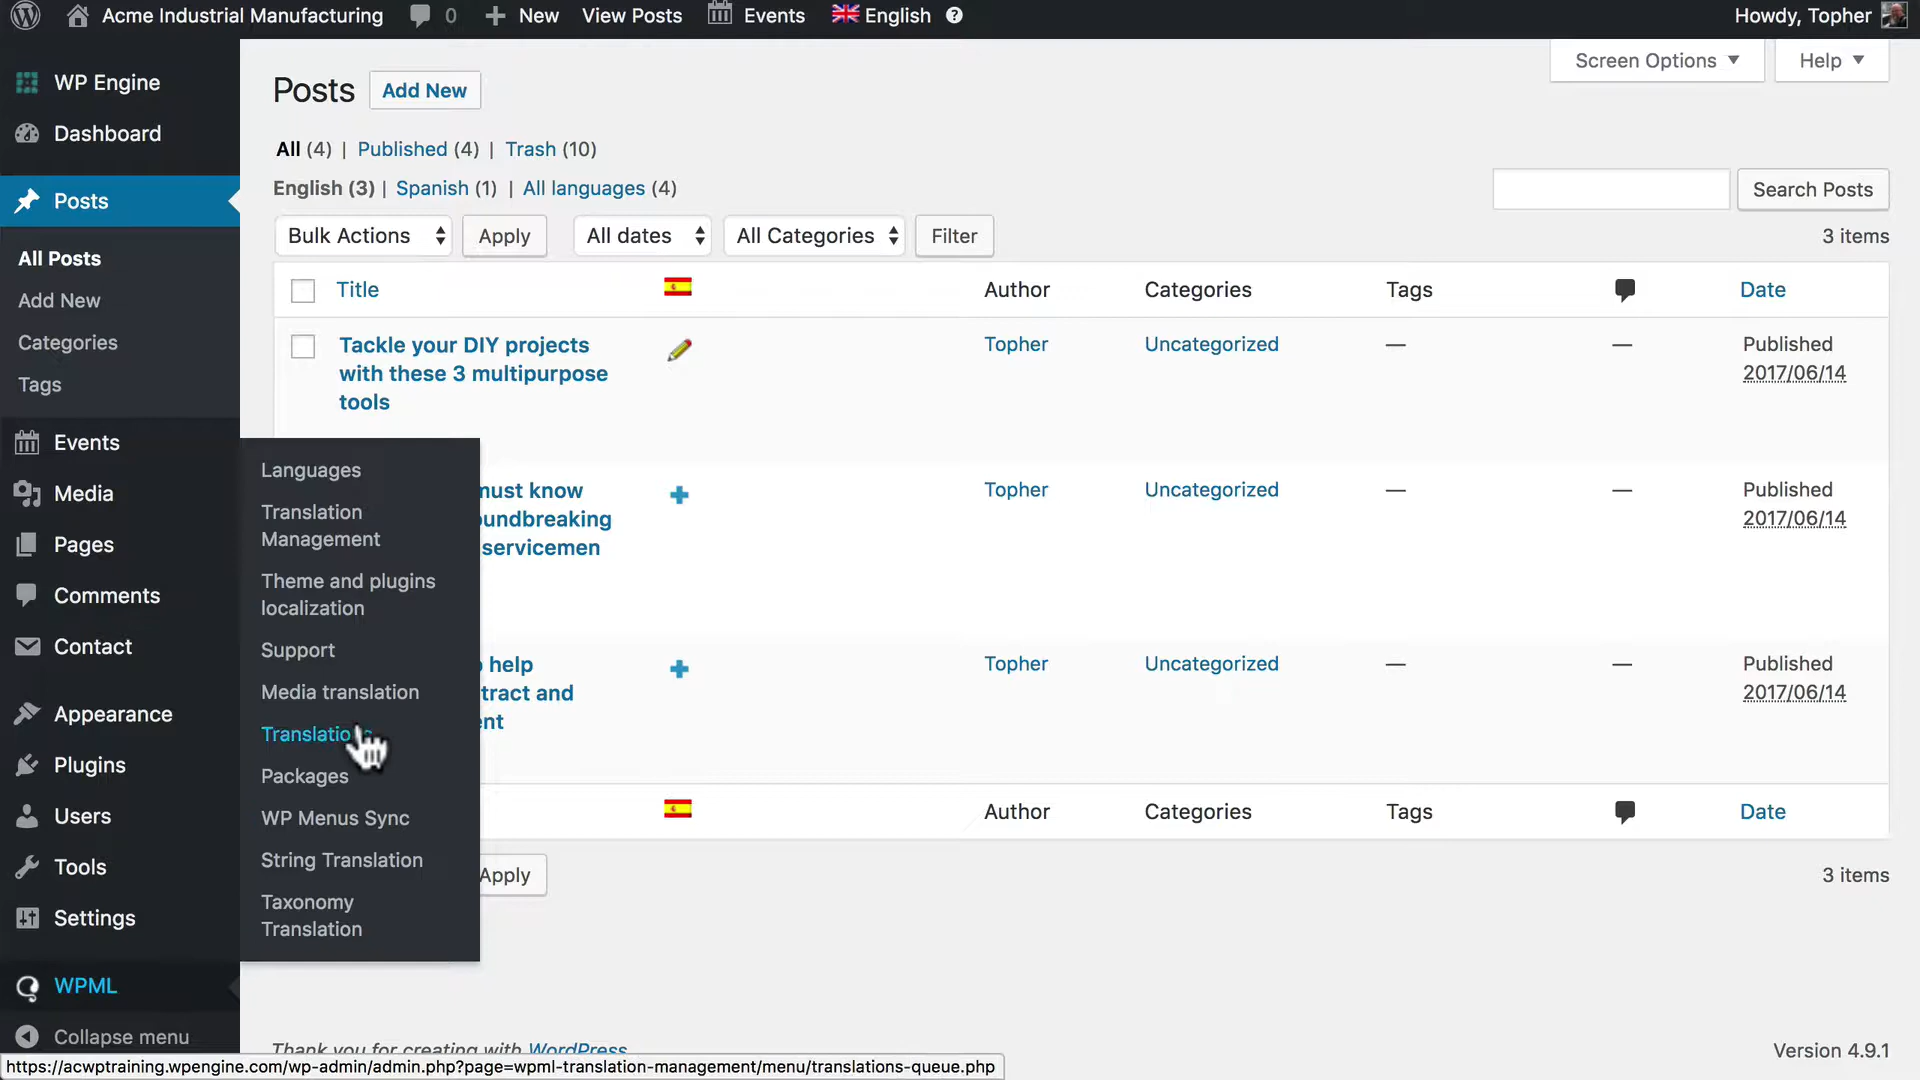 Acme Industrial Manufacturing 0 New View Posts Events English Howdy, Topher
WP Engine
Dashboard
Posts
All Posts
Add New
Categories
Tags
Events
Media
Pages
Comments
Contact
Appearance
Plugins
Users
Tools
Settings
WPML
Collapse menu
Languages
Translation
Management
Theme and plugins
localization
Support
Media translation
Packages
WP Menus Sync
String Translation
Taxonomy
Translation
Screen Options Help
Posts Add New
All (4) | Published (4) | Trash (10)
English (3) | Spanish (1) | All languages (4)
Search Posts
Bulk Actions Apply All dates All Categories Filter 3 items
Title Author Categories Tags Date
Tackle your DIY projects
with these 3 multipurpose
tools
Topher Uncategorized — — Published
2017/06/14
must know
servicemen
Topher Uncategorized — — Published
2017/06/14
help
and
Topher Uncategorized — — Published
2017/06/14
Author Categories Tags Date
Apply 3 items
Thank you for creating with WordPress
Version 4.9.1
https://acwptraining.wpengine.com/wp-admin/admin.php?page=wpml-translation-management/menu/translations-queue.php